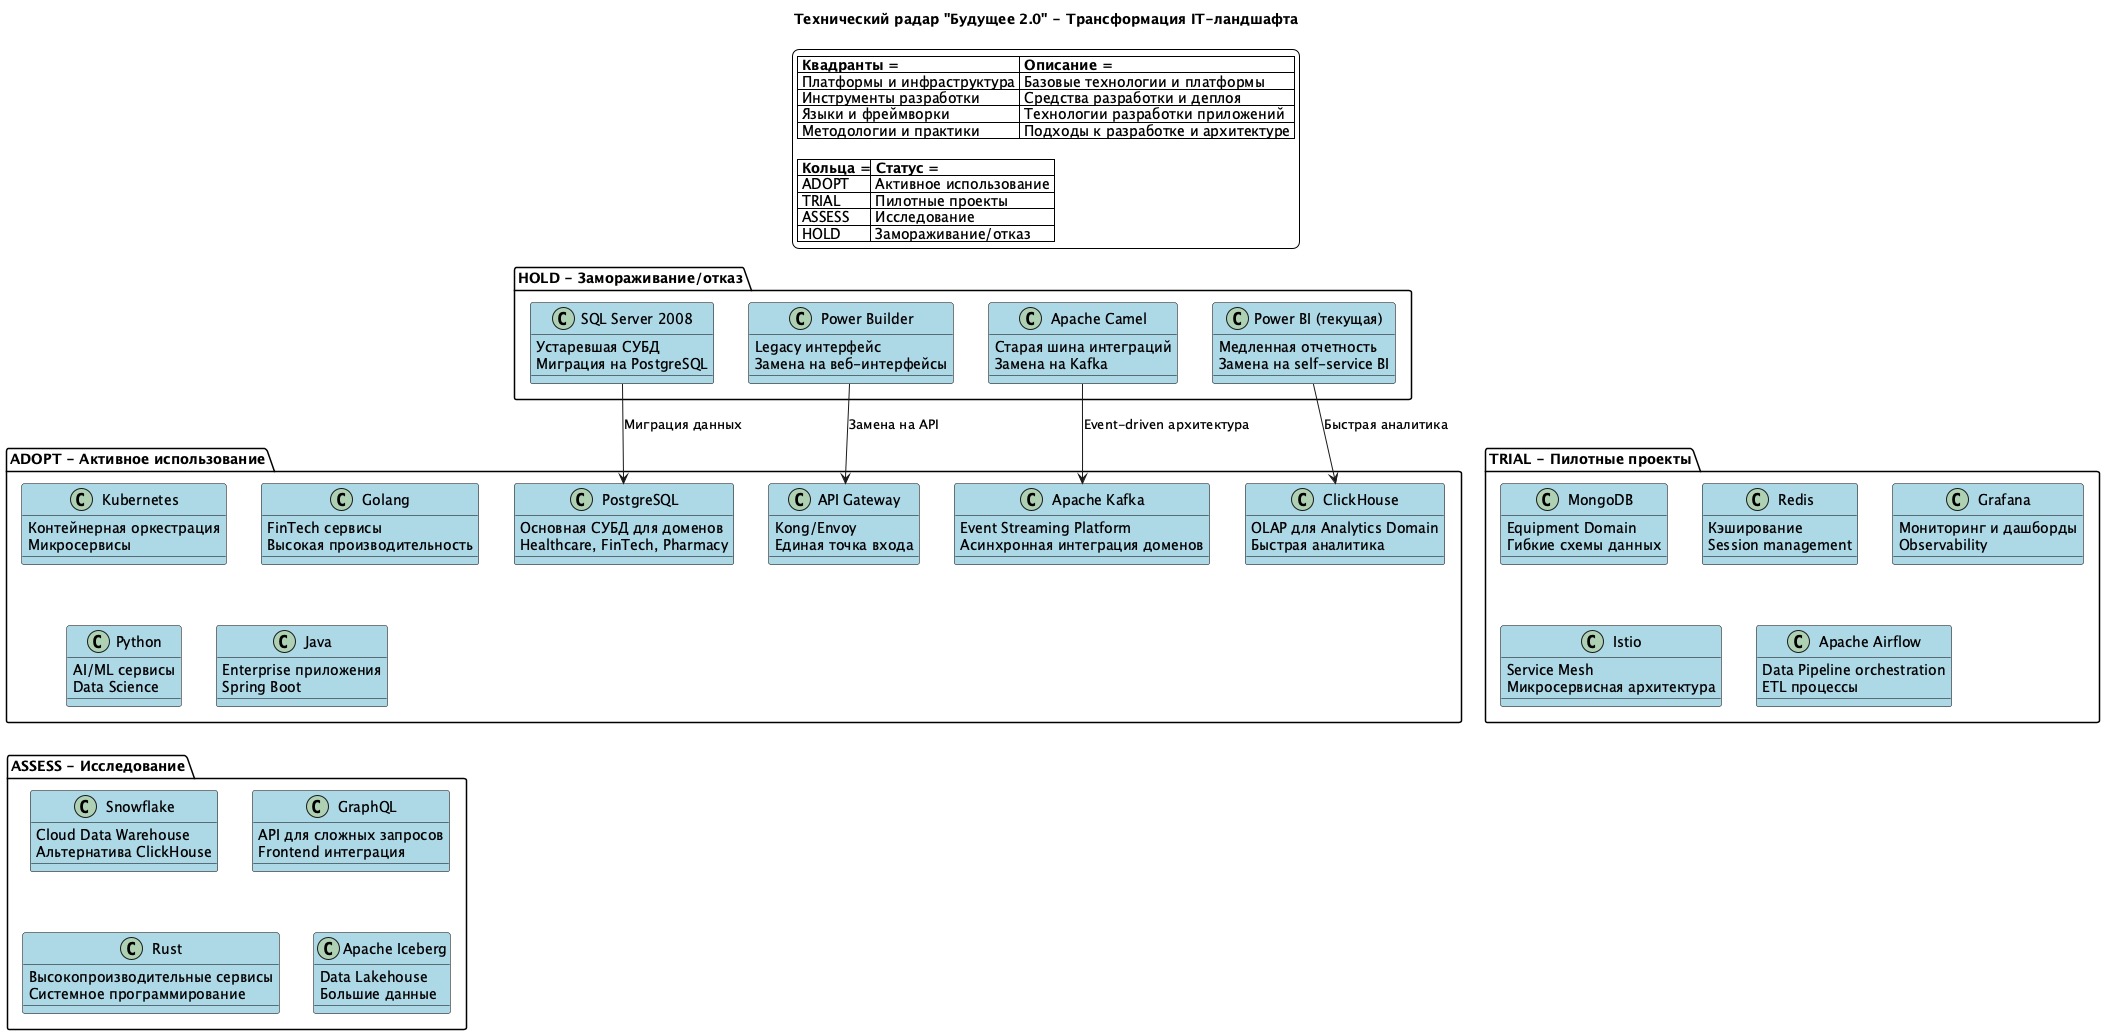 Технический радар "Будущее 2.0" - Трансформация IT-ландшафта
Квадранты = Описание =
Платформы и инфраструктура Базовые технологии и платформы
Инструменты разработки Средства разработки и деплоя
Языки и фреймворки Технологии разработки приложений
Методологии и практики Подходы к разработке и архитектуре
Кольца = Статус =
ADOPT Активное использование
TRIAL Пилотные проекты
ASSESS Исследование
HOLD Замораживание/отказ
HOLD - Замораживание/отказ
C SQL Server 2008
Устаревшая СУБД
Миграция на PostgreSQL
C Power Builder
Legacy интерфейс
Замена на веб-интерфейсы
C Apache Camel
Старая шина интеграций
Замена на Kafka
C Power BI (текущая)
Медленная отчетность
Замена на self-service BI
Миграция данных
Замена на API
Event-driven архитектура
Быстрая аналитика
ADOPT - Активное использование
C Kubernetes
Контейнерная оркестрация
Микросервисы
C Golang
FinTech сервисы
Высокая производительность
C PostgreSQL
Основная СУБД для доменов
Healthcare, FinTech, Pharmacy
C API Gateway
Kong/Envoy
Единая точка входа
C Apache Kafka
Event Streaming Platform
Асинхронная интеграция доменов
C ClickHouse
OLAP для Analytics Domain
Быстрая аналитика
C Python
AI/ML сервисы
Data Science
C Java
Enterprise приложения
Spring Boot
TRIAL - Пилотные проекты
C MongoDB
Equipment Domain
Гибкие схемы данных
C Redis
Кэширование
Session management
C Grafana
Мониторинг и дашборды
Observability
C Istio
Service Mesh
Микросервисная архитектура
C Apache Airflow
Data Pipeline orchestration
ETL процессы
ASSESS - Исследование
C Snowflake
Cloud Data Warehouse
Альтернатива ClickHouse
C GraphQL
API для сложных запросов
Frontend интеграция
C Rust
Высокопроизводительные сервисы
Системное программирование
C Apache Iceberg
Data Lakehouse
Большие данные